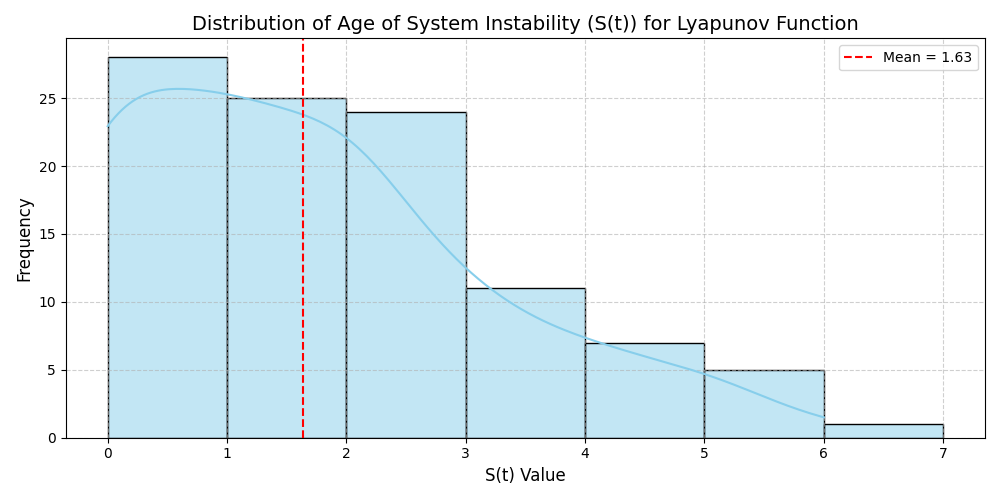 Distribution of Age of System Instability (S(t)) for Lyapunov Function
Mean = 1.63
Frequency
25
20
15
10
5
0
0 1 2 3 4 5 6 7
S(t) Value